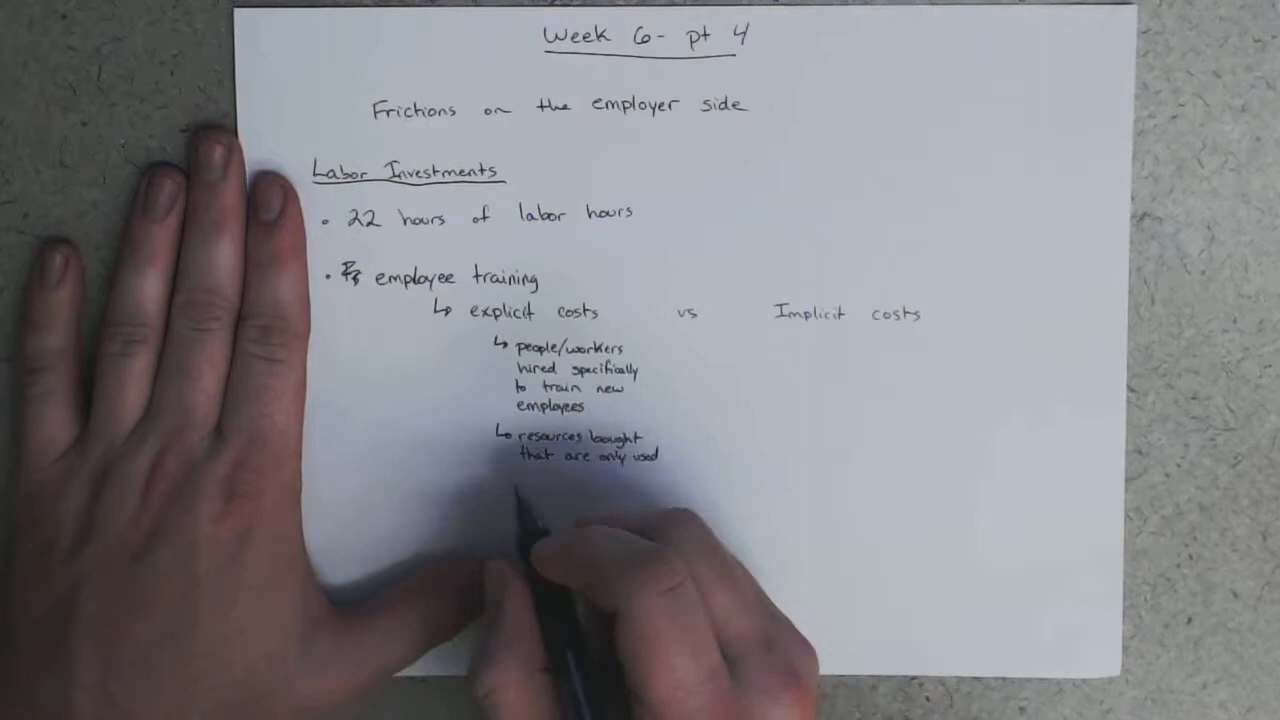 Week 6- pt 4
Frictions on the employer side
Labor Investments
• 22 hours of labor hours
• employee training
↳ explicit costs vs Implicit costs
↳ people/workers
hired specifically
to train new
employees
↳ resources bought
that are only used